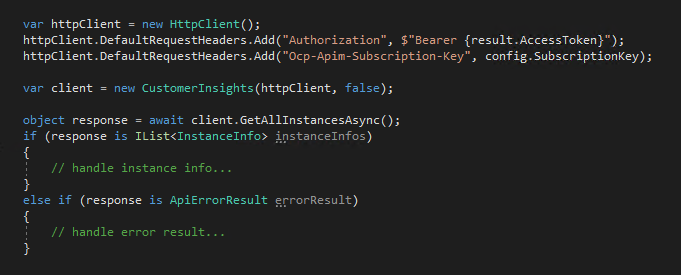 var httpClient = new HttpClient();
httpClient.DefaultRequestHeaders.Add("Authorization", $"Bearer {result.AccessToken}");
httpClient.DefaultRequestHeaders.Add("Ocp-Apim-Subscription-Key", config.SubscriptionKey);
var client = new CustomerInsights(httpClient, false);
object response = await client.GetAllInstancesAsync();
if (response is IList<InstanceInfo> instanceInfos)
{
// handle instance info...
}
else if (response is ApiErrorResult errorResult)
{
// handle error result...
}